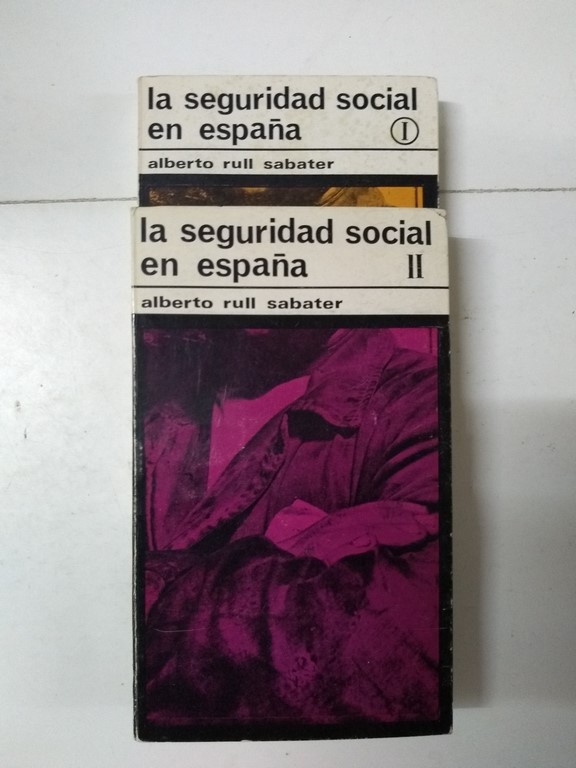 la seguridad social
en españa I
alberto rull sabater
la seguridad social
en españa II
alberto rull sabater